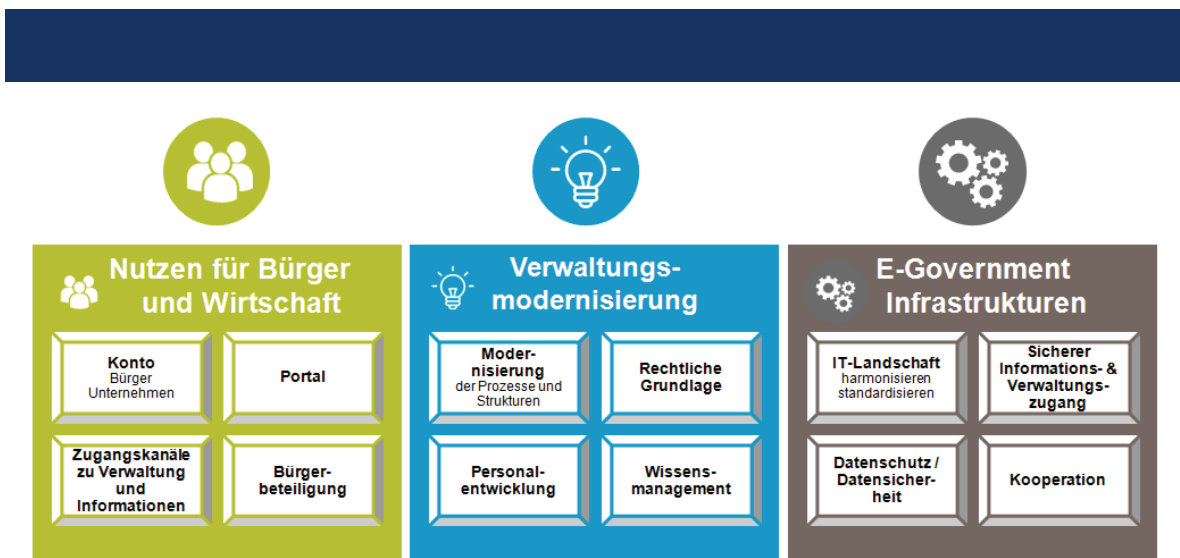 Nutzen für Bürger
und Wirtschaft
Konto
Bürger
Unternehmen
Portal
Zugangskanäle
zu Verwaltung
und
Informationen
Bürger-
beteiligung
Verwaltungs-
modernisierung
Moder-
nisierung
der Prozesse und
Strukturen
Rechtliche
Grundlage
Personal-
entwicklung
Wissens-
management
E-Government
Infrastrukturen
IT-Landschaft
harmonisieren
standardisieren
Sicherer
Informations- &
Verwaltungs-
zugang
Datenschutz /
Datensicher-
heit
Kooperation